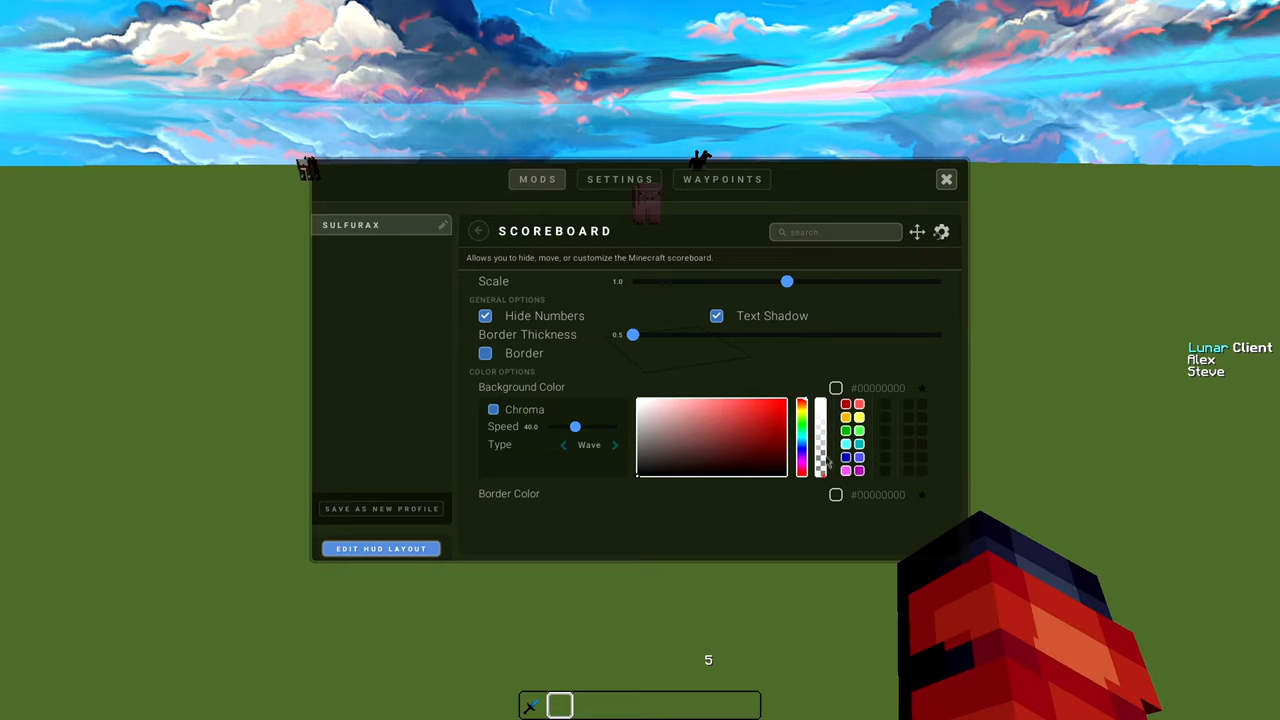 MODS SETTINGS WAYPOINTS
SULFURAX
SCOREBOARD
search...
Allows you to hide, move, or customize the Minecraft scoreboard.
Scale 1.0
GENERAL OPTIONS
Hide Numbers Text Shadow
Border Thickness 0.5
Border
COLOR OPTIONS
Background Color #00000000
Chroma
Speed 40.0
Type Wave
Border Color #00000000
SAVE AS NEW PROFILE
EDIT HUD LAYOUT
Lunar Client
Alex
Steve
5